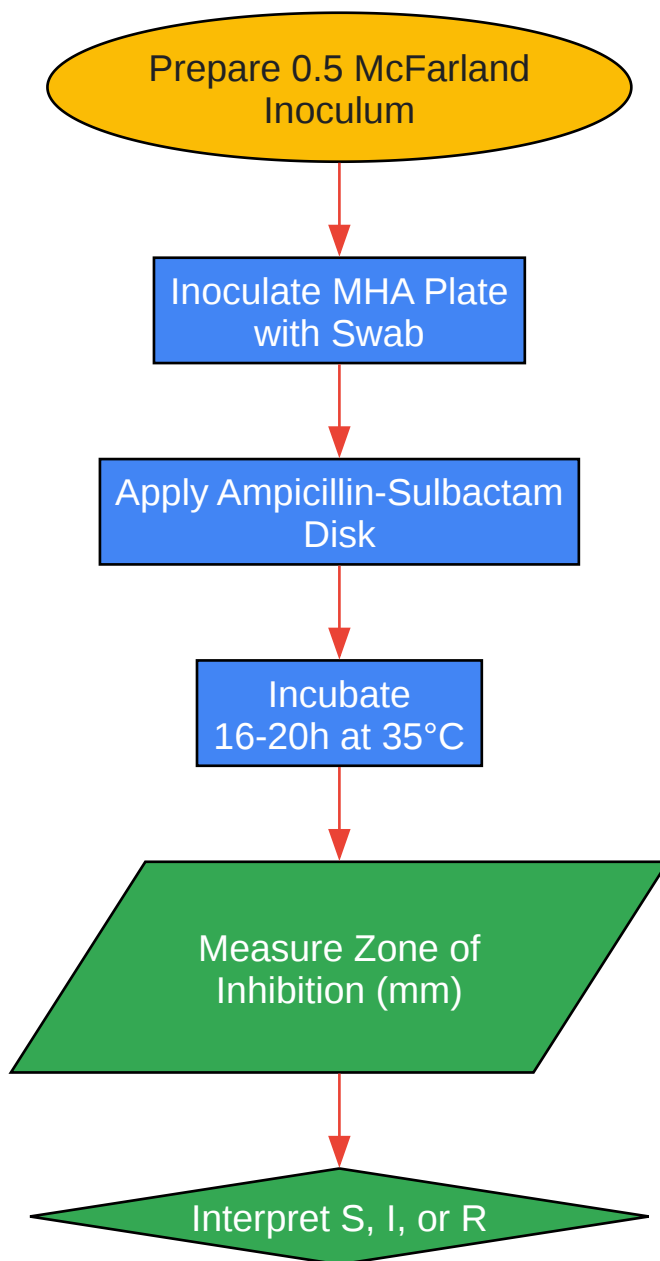 Prepare 0.5 McFarland
Inoculum
Inoculate MHA Plate
with Swab
Apply Ampicillin-Sulbactam
Disk
Incubate
16-20h at 35°C
Measure Zone of
Inhibition (mm)
Interpret S, I, or R